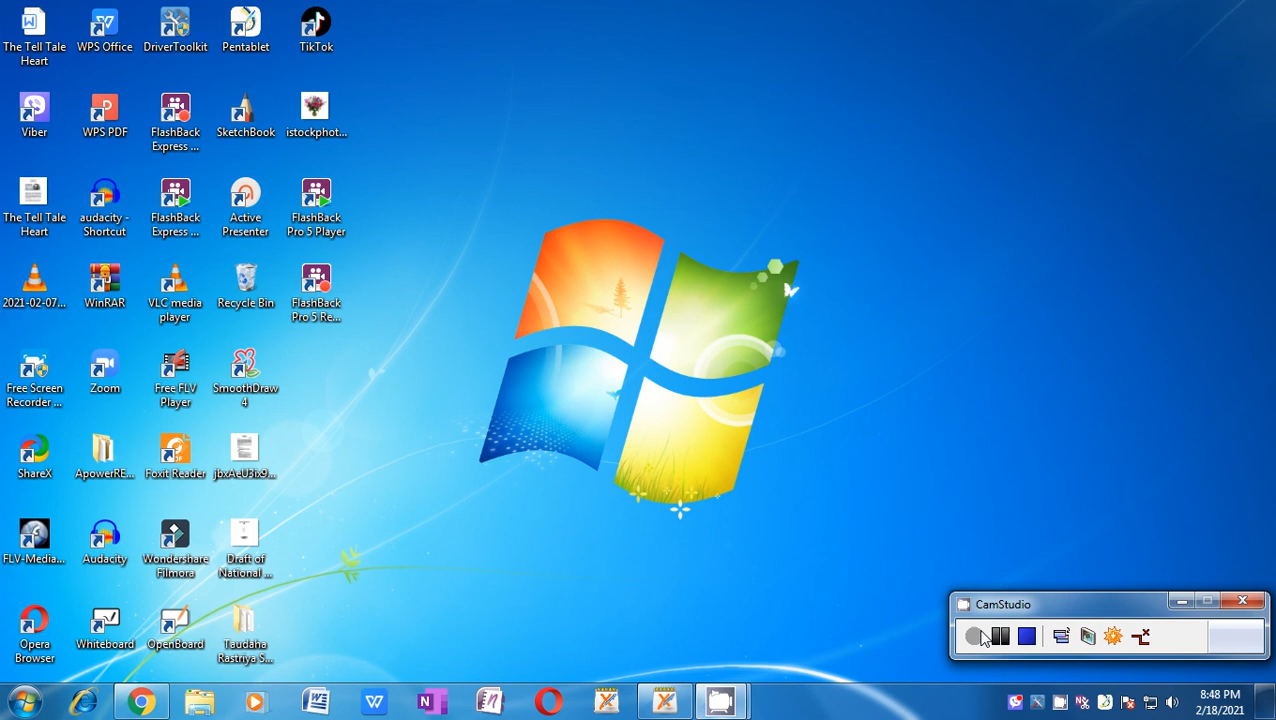 The Tell Tale
Heart
WPS Office
DriverToolkit
Pentablet
TikTok
Viber
WPS PDF
FlashBack
Express ...
SketchBook
istockphot...
The Tell Tale
Heart
audacity -
Shortcut
FlashBack
Express ...
Active
Presenter
FlashBack
Pro 5 Player
2021-02-07...
WinRAR
VLC media
player
Recycle Bin
FlashBack
Pro 5 Re...
Free Screen
Recorder ...
Zoom
Free FLV
Player
SmoothDraw
4
ShareX
ApowerRE...
Foxit Reader
jbxAeU3ix9...
FLV-Media...
Audacity
Wondershare
Filmora
Draft of
National ...
Opera
Browser
Whiteboard
OpenBoard
Taudaha
Rastriya S...
CamStudio
8:48 PM
2/18/2021